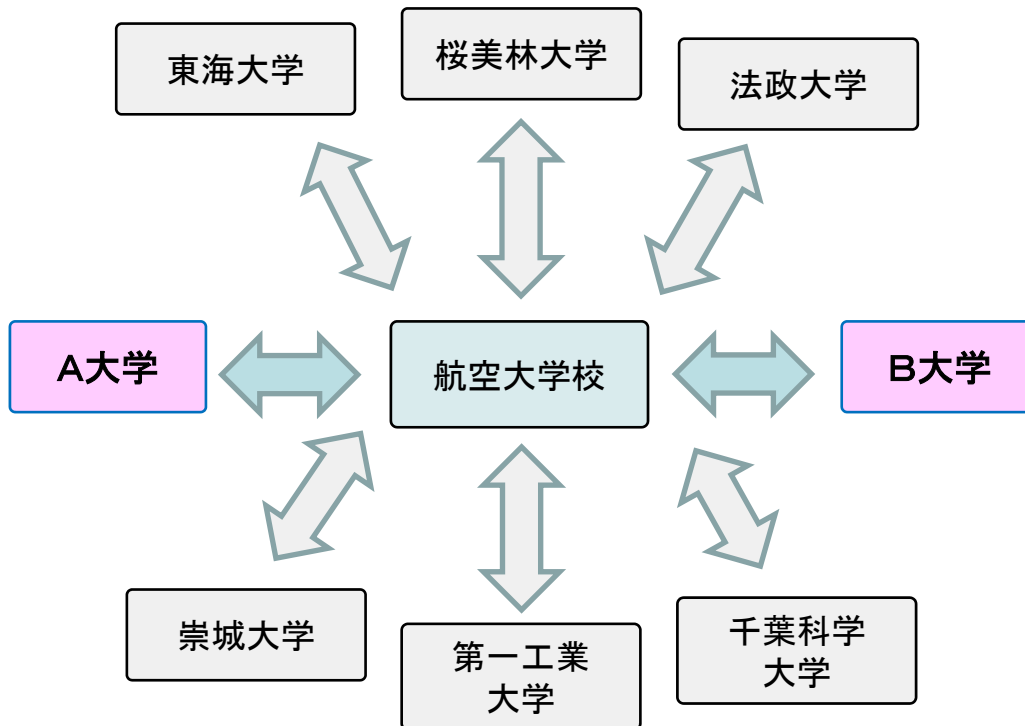 東海大学
桜美林大学
法政大学
A大学
航空大学校
B大学
崇城大学
第一工業
大学
千葉科学
大学